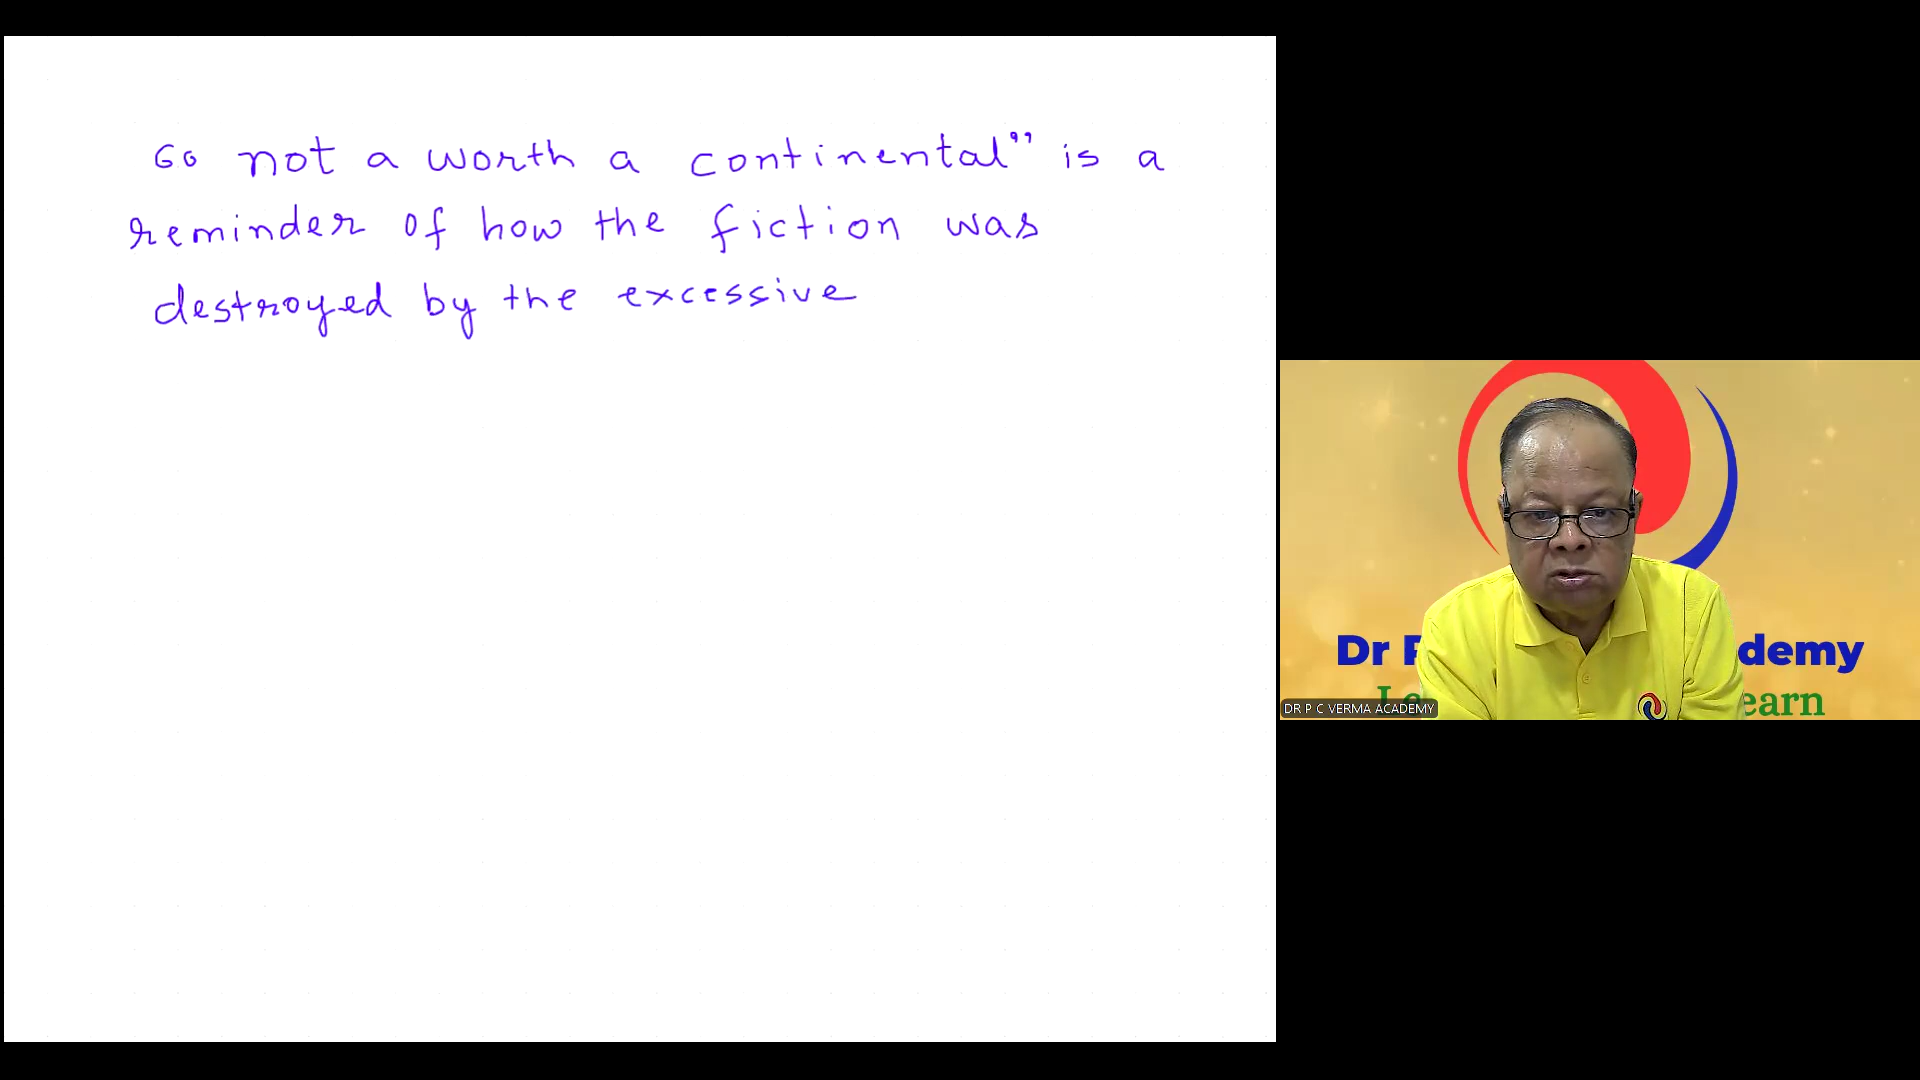 “ not a worth a continental” is a
reminder of how the fiction was
destroyed by the excessive
Dr P demy
Le earn
DR P C VERMA ACADEMY